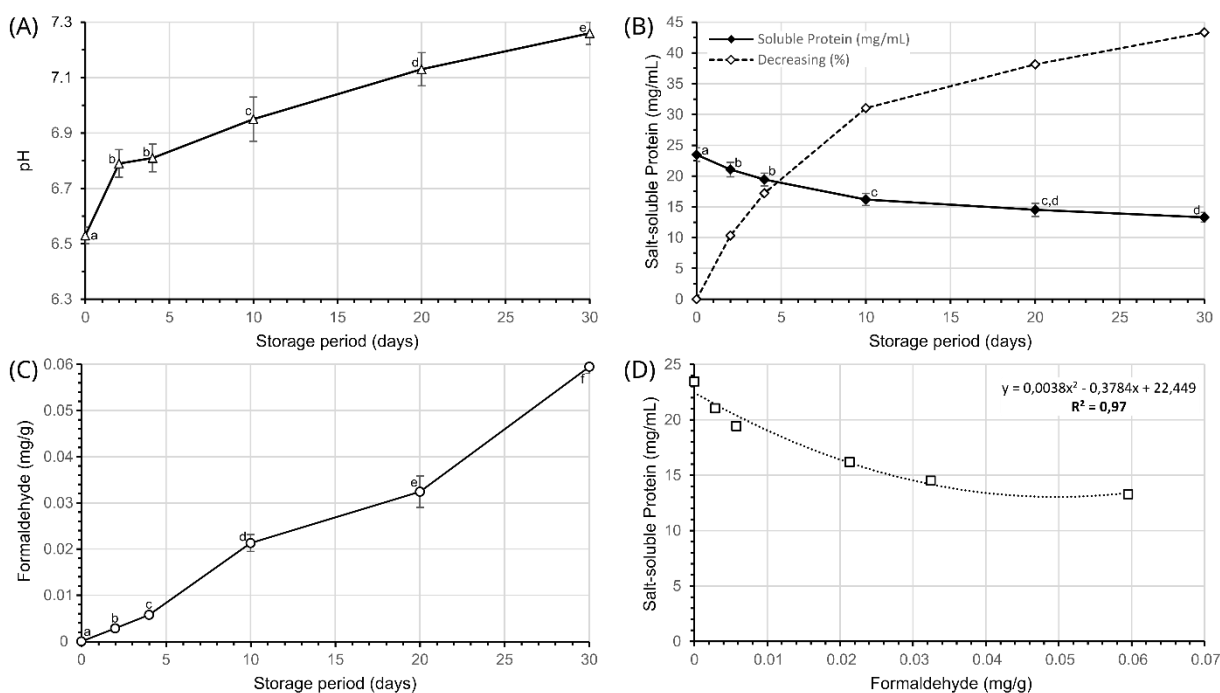 (A)
7.3
7.1
6.9
6.7
6.5
6.3
pH
a
b
b
c
d
e
0
5
10
15
20
25
30
Storage period (days)
(B)
45
40
35
30
25
20
15
10
5
0
Salt-soluble Protein (mg/mL)
Soluble Protein (mg/mL)
Decreasing (%)
a
b
b
c
c,d
d
0
5
10
15
20
25
30
Storage period (days)
(C)
0.06
0.05
0.04
0.03
0.02
0.01
0
Formaldehyde (mg/g)
a
b
c
d
e
f
0
5
10
15
20
25
30
Storage period (days)
(D)
25
20
15
10
5
0
Salt-soluble Protein (mg/mL)
y = 0,0038x² - 0,3784x + 22,449
R² = 0,97
0
0.01
0.02
0.03
0.04
0.05
0.06
0.07
Formaldehyde (mg/g)